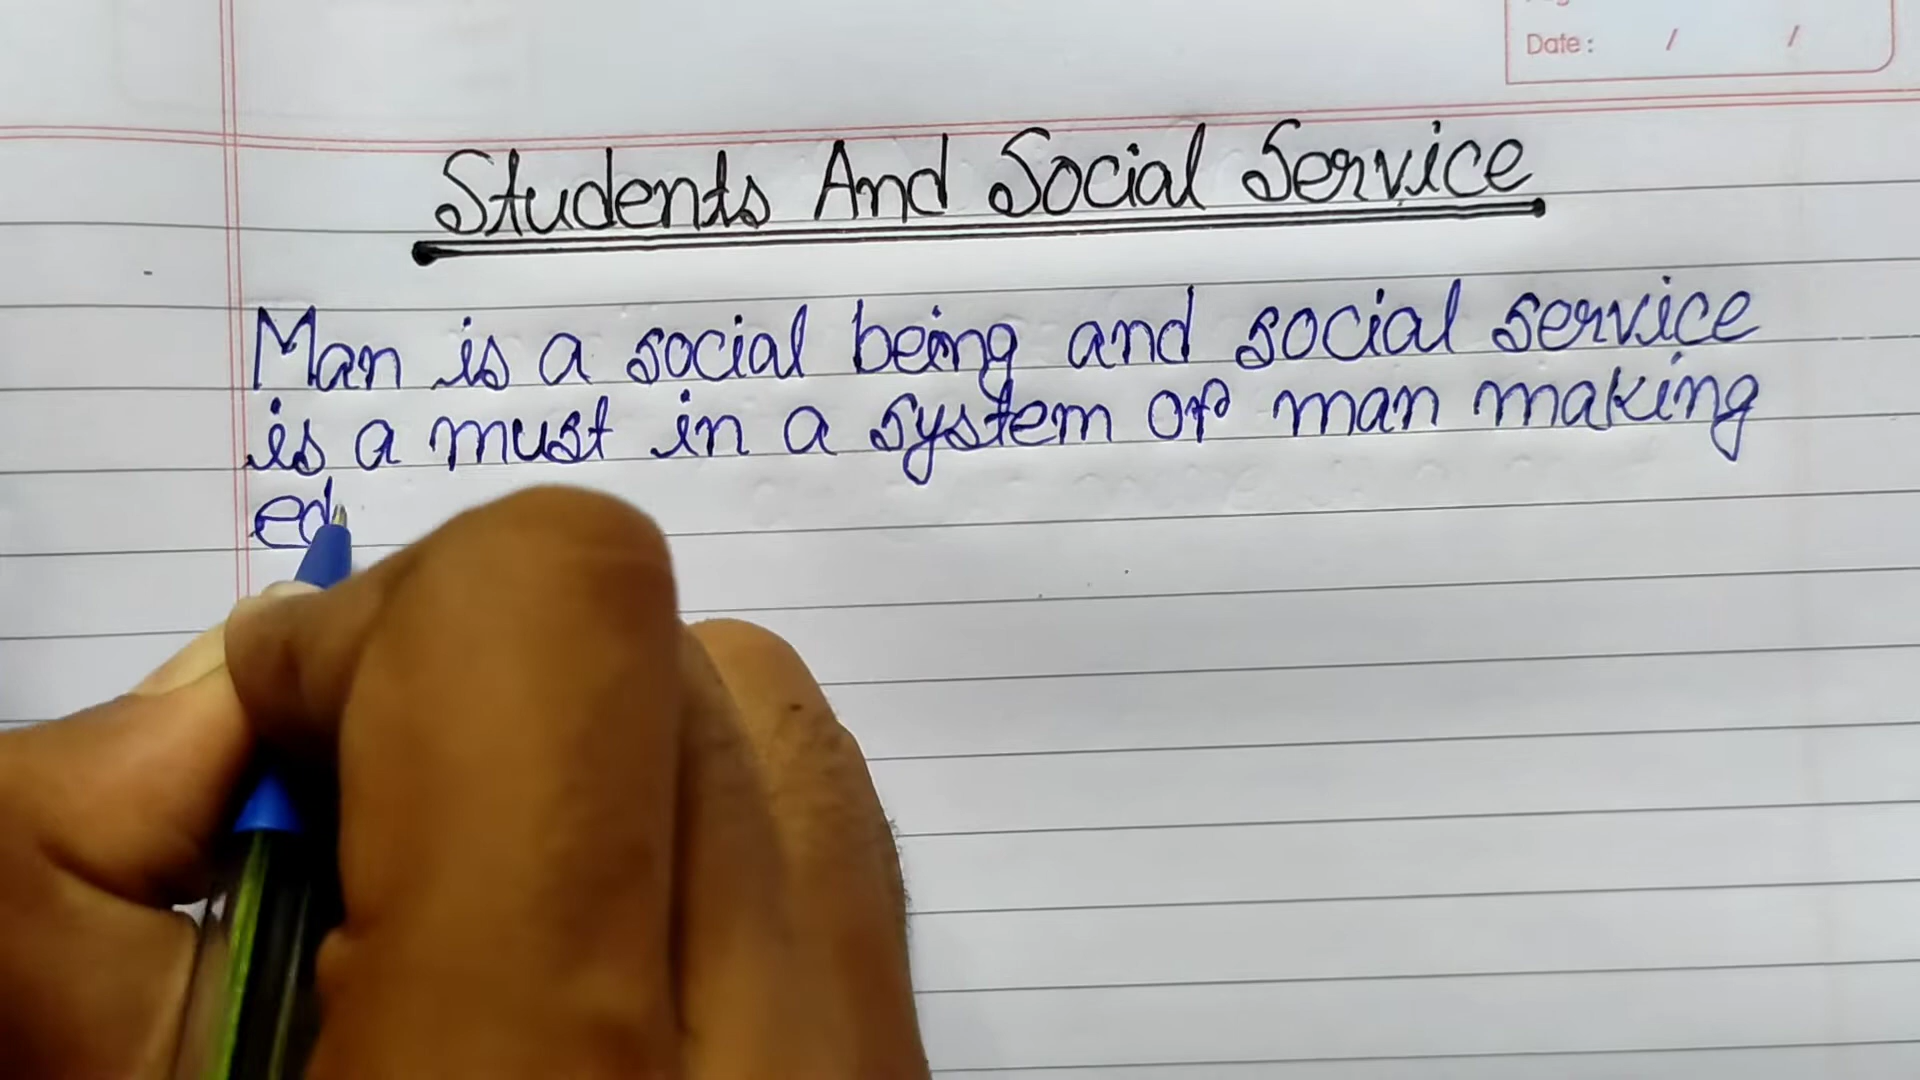 Date: / /
Students And Social Service
Man is a social being and social service
is a must in a system of man making
ed